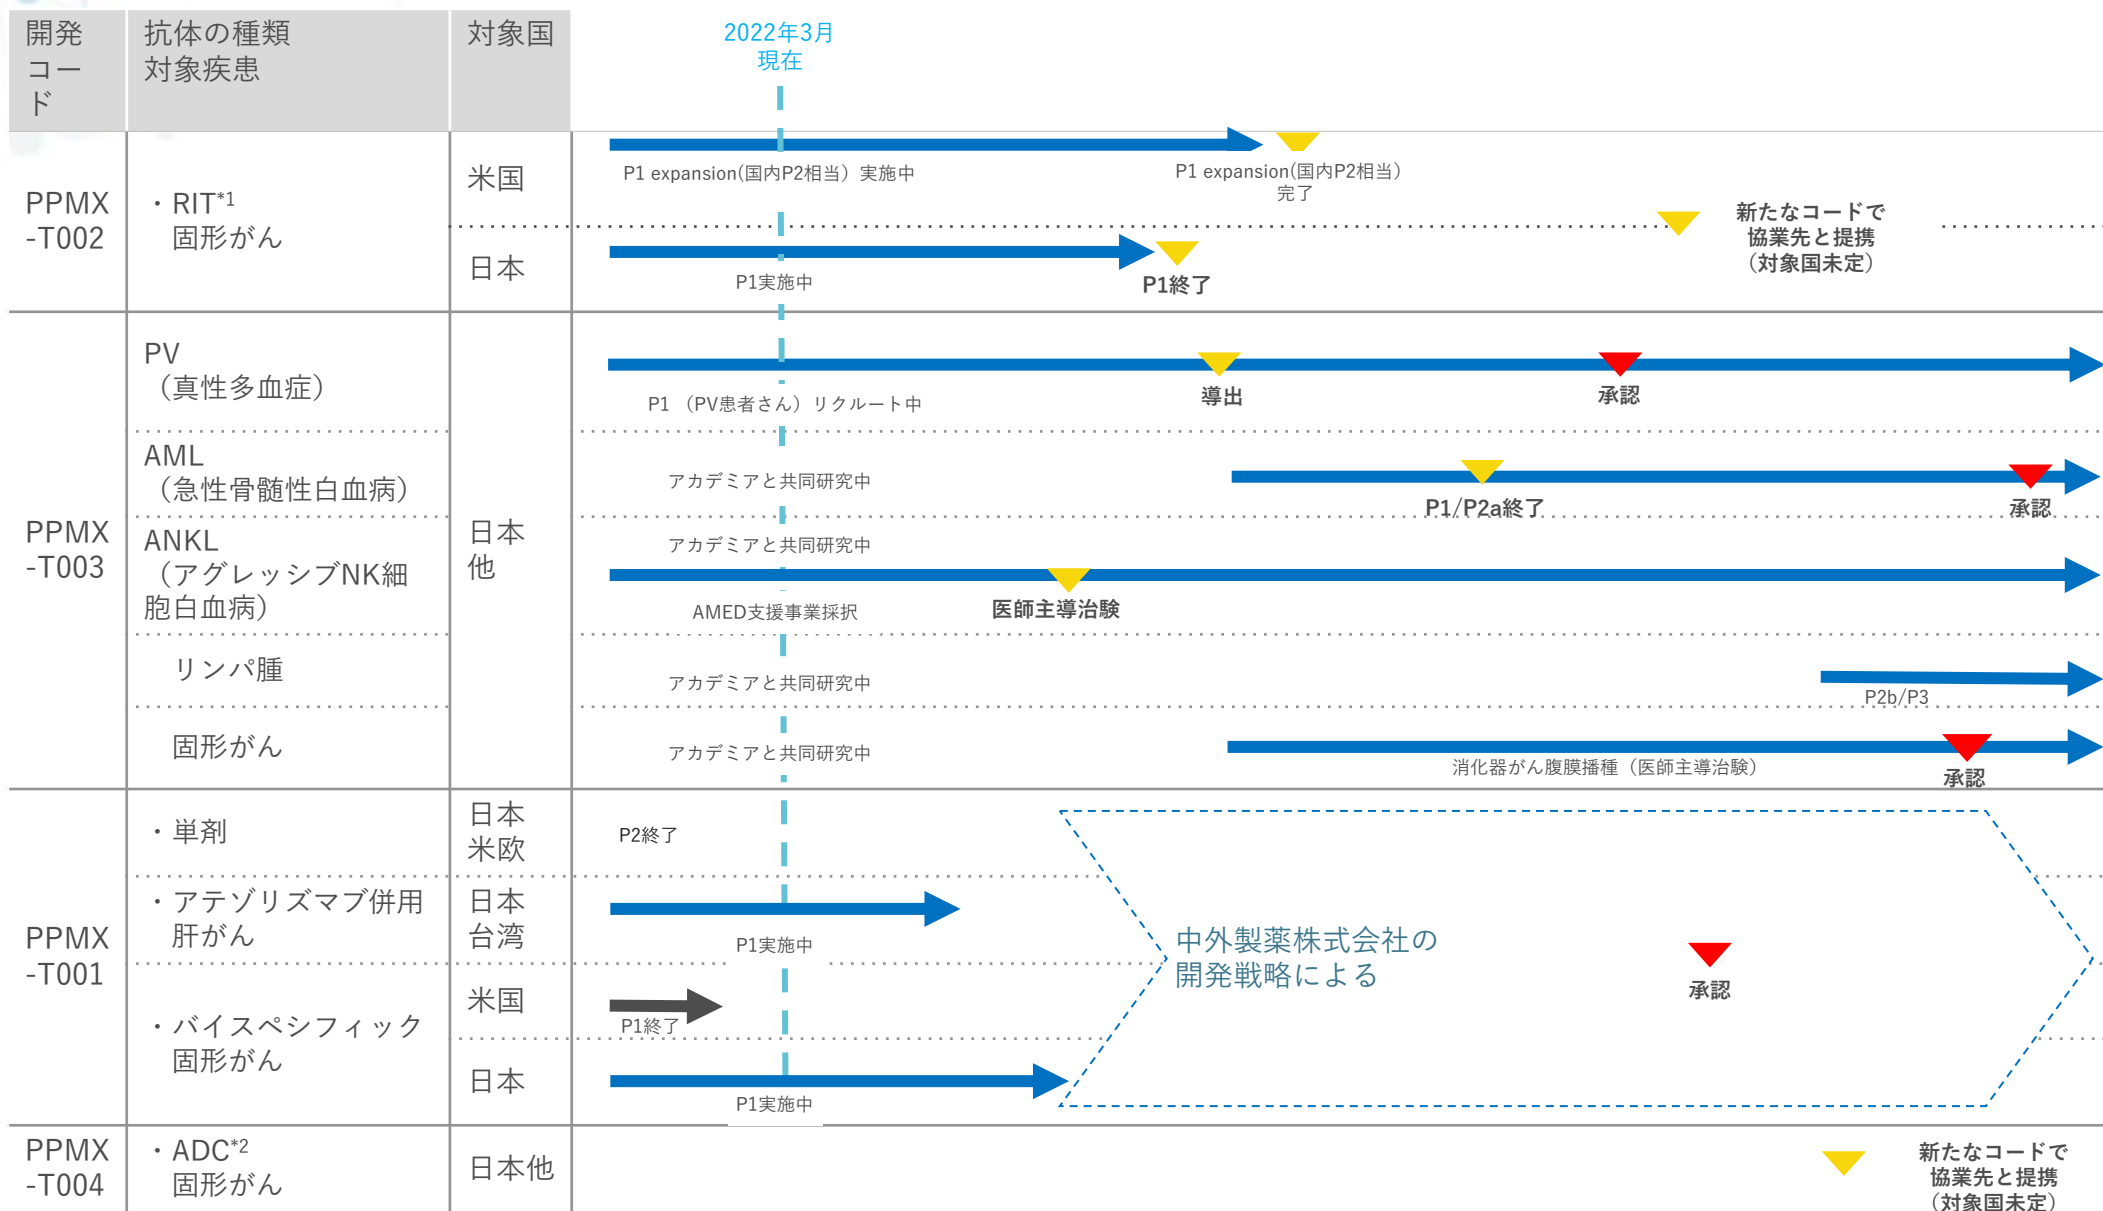 開発
コー
ド
抗体の種類
対象疾患
対象国
2022年3月
現在
PPMX
-T002
・RIT*1
固形がん
米国
P1 expansion(国内P2相当）実施中
P1 expansion(国内P2相当）
完了
新たなコードで
協業先と提携
（対象国未定）
日本
P1実施中
P1終了
PPMX
-T003
PV
（真性多血症）
日本
他
P1 （PV患者さん）リクルート中
導出
承認
AML
（急性骨髄性白血病）
アカデミアと共同研究中
P1/P2a終了
承認
ANKL
（アグレッシブNK細
胞白血病）
アカデミアと共同研究中
AMED支援事業採択
医師主導治験
リンパ腫
アカデミアと共同研究中
P2b/P3
固形がん
アカデミアと共同研究中
消化器がん腹膜播種（医師主導治験）
承認
PPMX
-T001
・単剤
日本
米欧
P2終了
・アテゾリズマブ併用
肝がん
日本
台湾
P1実施中
中外製薬株式会社の
開発戦略による
承認
・バイスペシフィック
固形がん
米国
P1終了
日本
P1実施中
PPMX
-T004
・ADC*2
固形がん
日本他
新たなコードで
協業先と提携
（対象国未定）